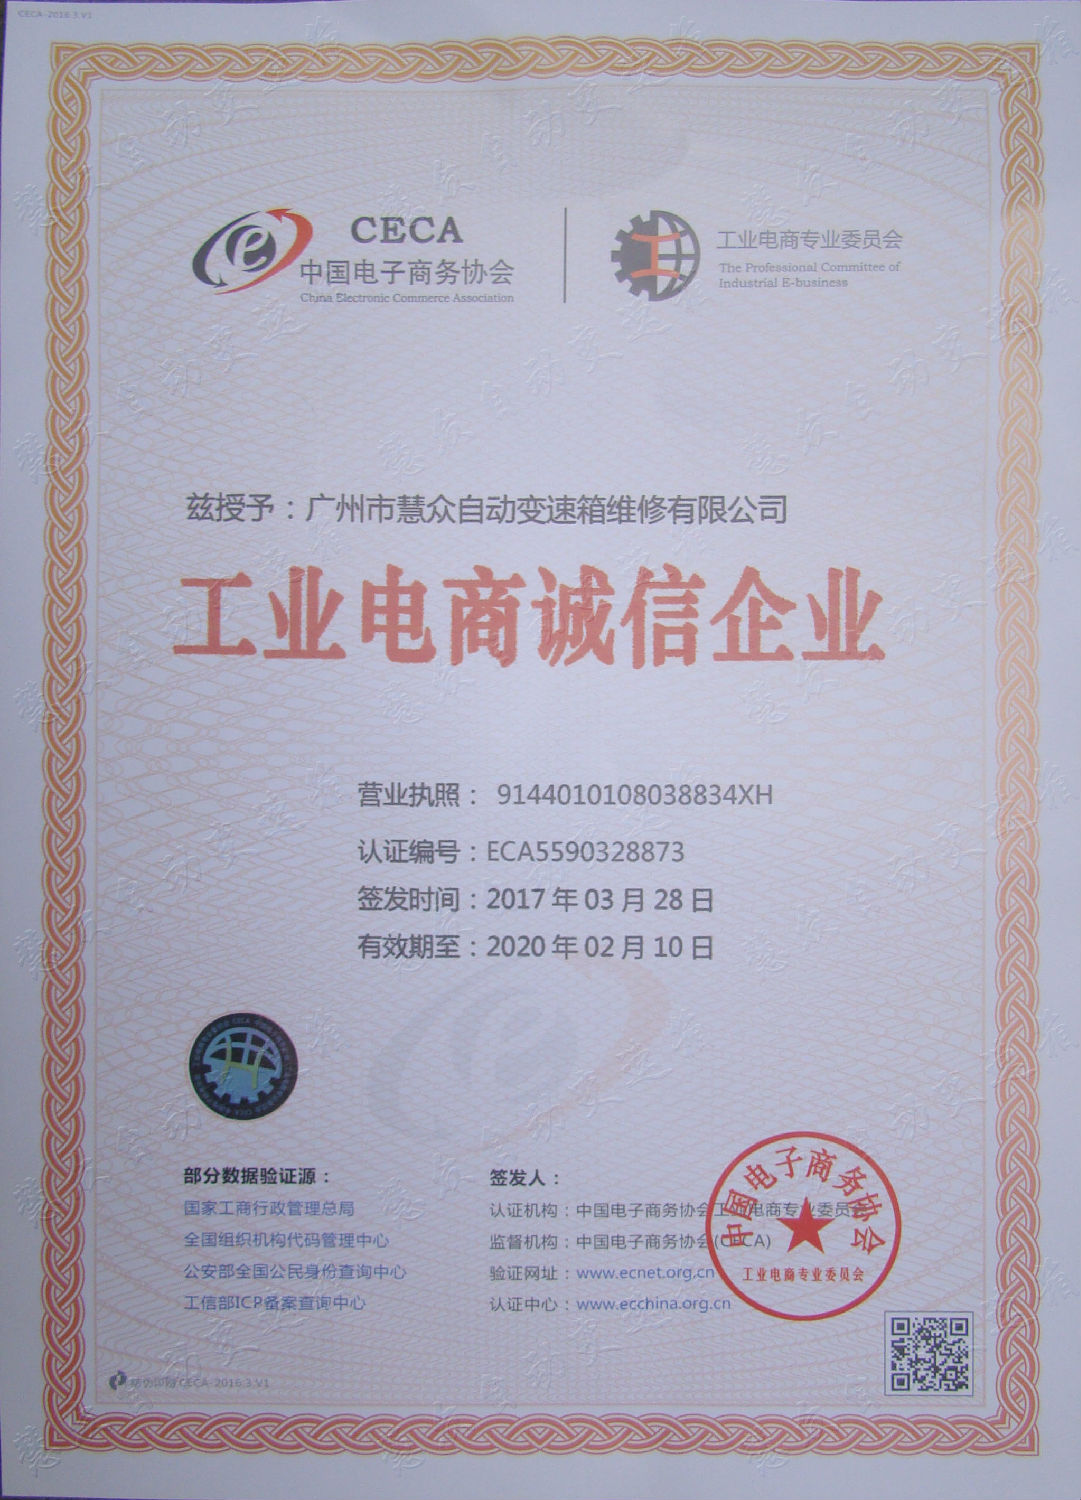 CECA-2016.3.V1
CECA
中国电子商务协会
China Electronic Commerce Association
工业电商专业委员会
The Professional Committee of
Industrial E-business
兹授予：广州市慧众自动变速箱维修有限公司
工业电商诚信企业
营业执照： 9144010108038834XH
认证编号：ECA5590328873
签发时间：2017 年 03 月 28 日
有效期至：2020 年 02 月 10 日
部分数据验证源：
国家工商行政管理总局
全国组织机构代码管理中心
公安部全国公民身份查询中心
工信部ICP备案查询中心
签发人：
认证机构：中国电子商务协会工业电商专业委员会
监督机构：中国电子商务协会(CECA)
验证网址：www.ecnet.org.cn
认证中心：www.ecchina.org.cn
中国电子商务协会
工业电商专业委员会
CECA-2016.3.V1